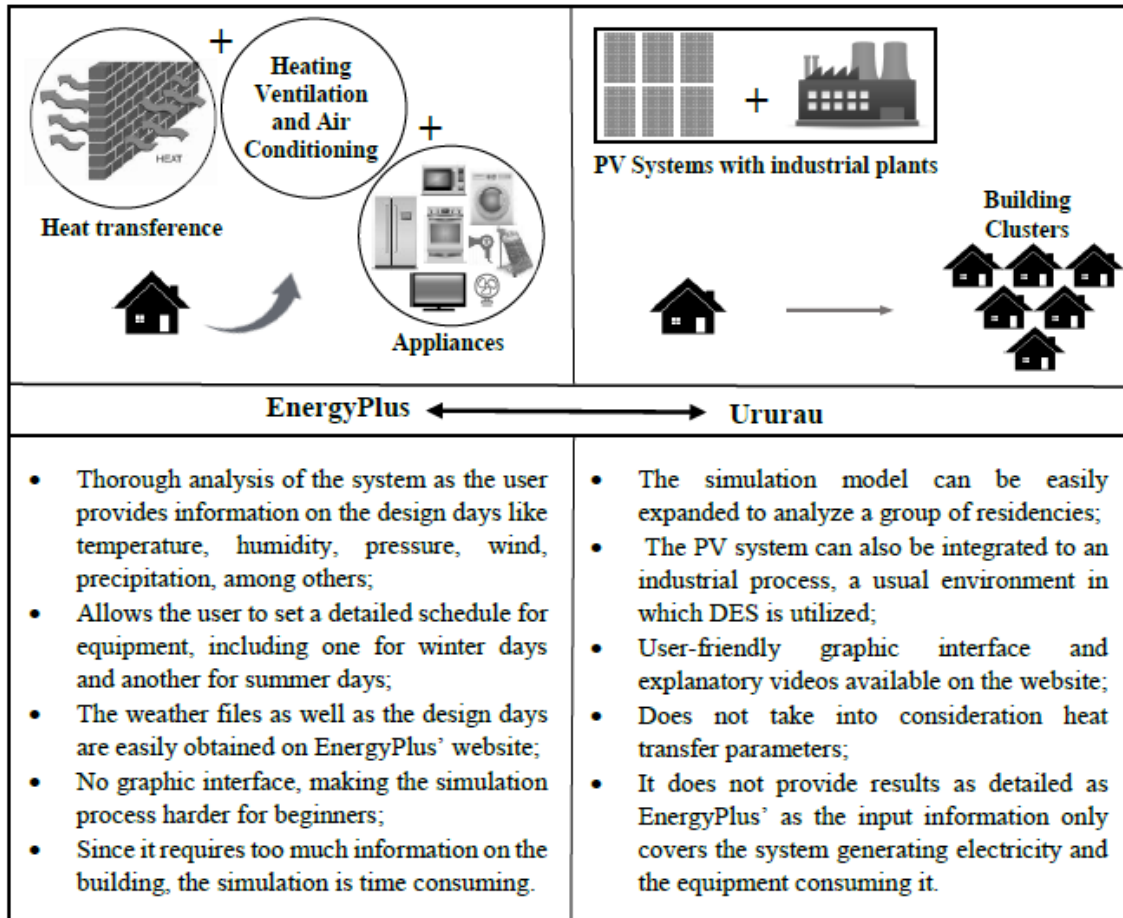 Heating
Ventilation
and Air
Conditioning
+
+
HEAT
Heat transference
Appliances
+
PV Systems with industrial plants
Building
Clusters
EnergyPlus
Ururau
• Thorough analysis of the system as the user
provides information on the design days like
temperature, humidity, pressure, wind,
precipitation, among others;
• Allows the user to set a detailed schedule for
equipment, including one for winter days
and another for summer days;
• The weather files as well as the design days
are easily obtained on EnergyPlus’ website;
• No graphic interface, making the simulation
process harder for beginners;
• Since it requires too much information on the
building, the simulation is time consuming.
• The simulation model can be easily
expanded to analyze a group of residencies;
• The PV system can also be integrated to an
industrial process, a usual environment in
which DES is utilized;
• User-friendly graphic interface and
explanatory videos available on the website;
• Does not take into consideration heat
transfer parameters;
• It does not provide results as detailed as
EnergyPlus’ as the input information only
covers the system generating electricity and
the equipment consuming it.